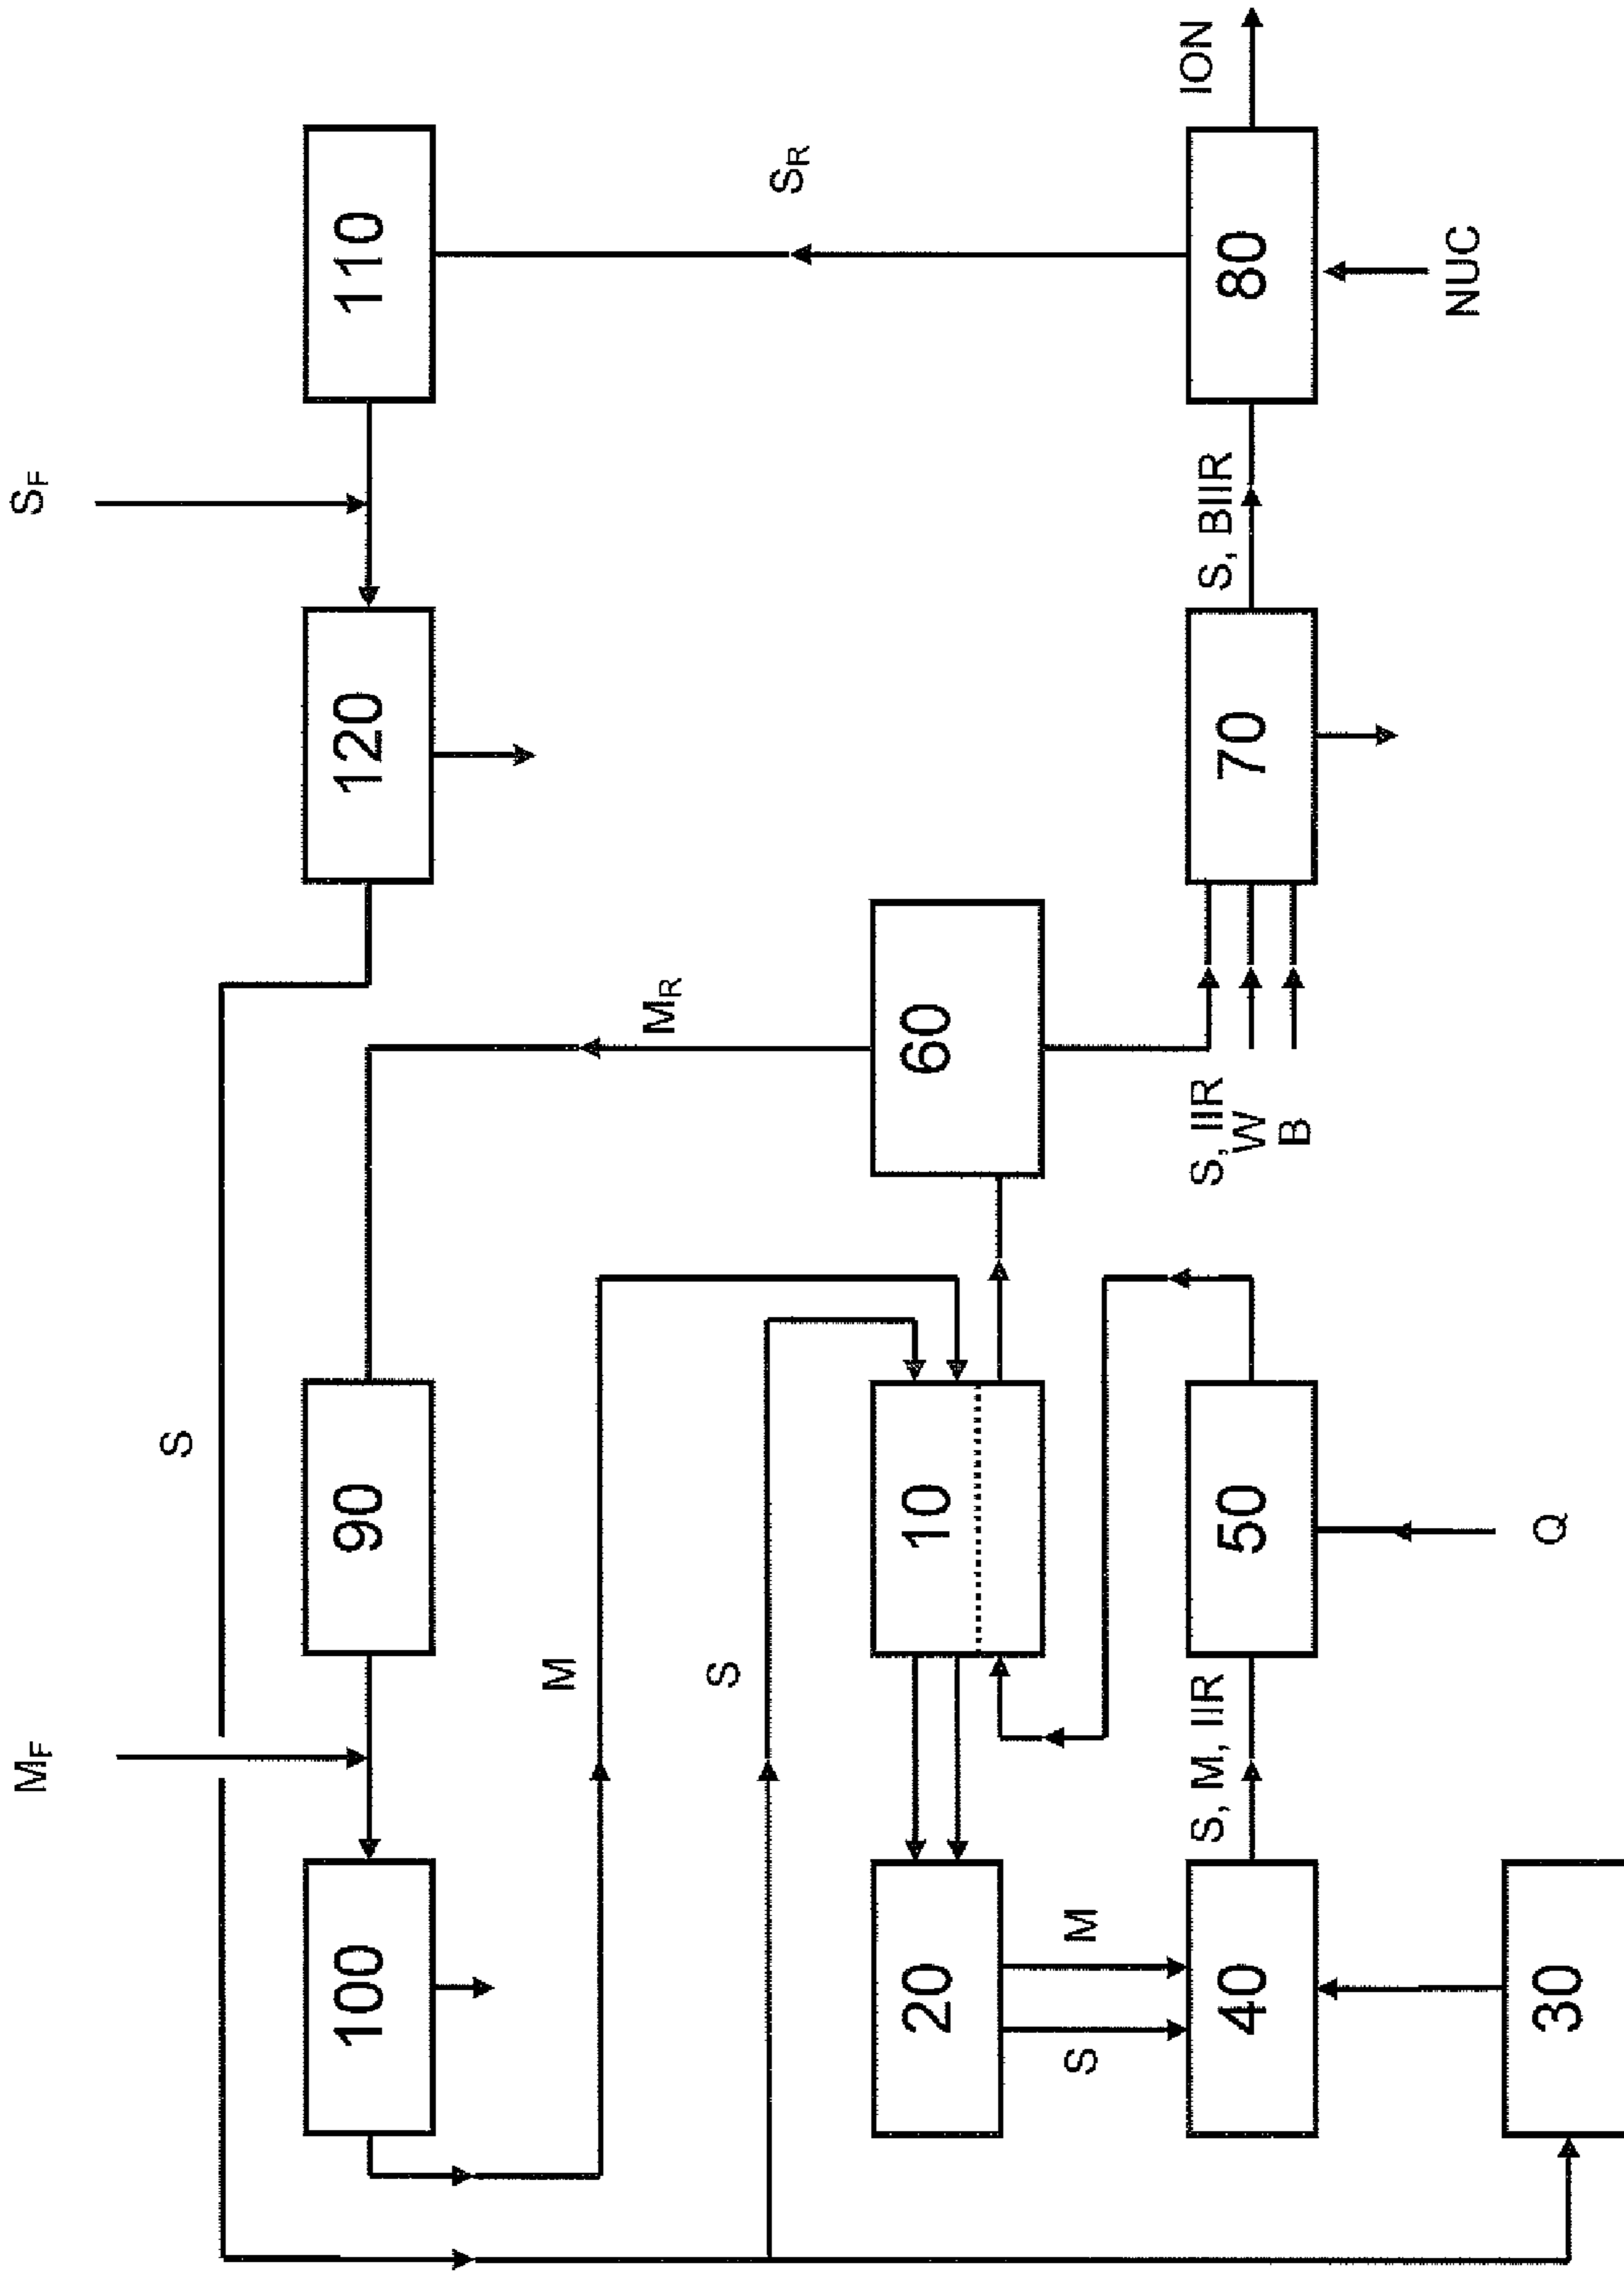 M_F
S_F
S
100
90
120
110
M
M_R
S
S_R
20
10
60
S
M
S, M, IIR
S, IIR
S, BIIR
ION
40
50
W
70
80
B
NUC
Q
30